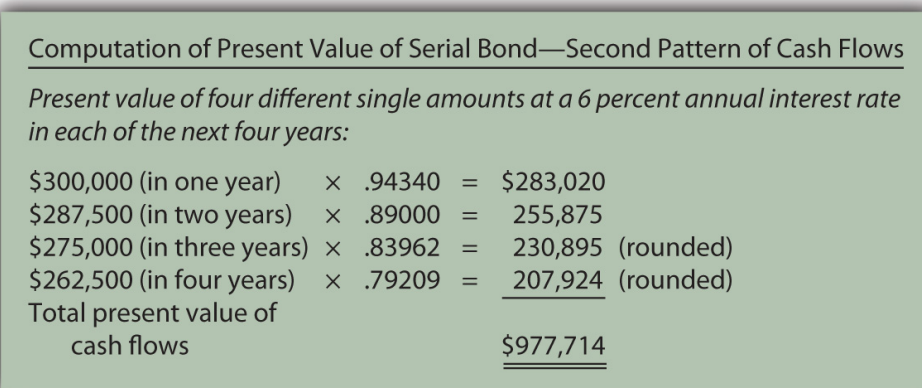 Computation of Present Value of Serial Bond—Second Pattern of Cash Flows
Present value of four different single amounts at a 6 percent annual interest rate
in each of the next four years:
$300,000 (in one year) × .94340 = $283,020
$287,500 (in two years) × .89000 = 255,875
$275,000 (in three years) × .83962 = 230,895 (rounded)
$262,500 (in four years) × .79209 = 207,924 (rounded)
Total present value of
cash flows $977,714